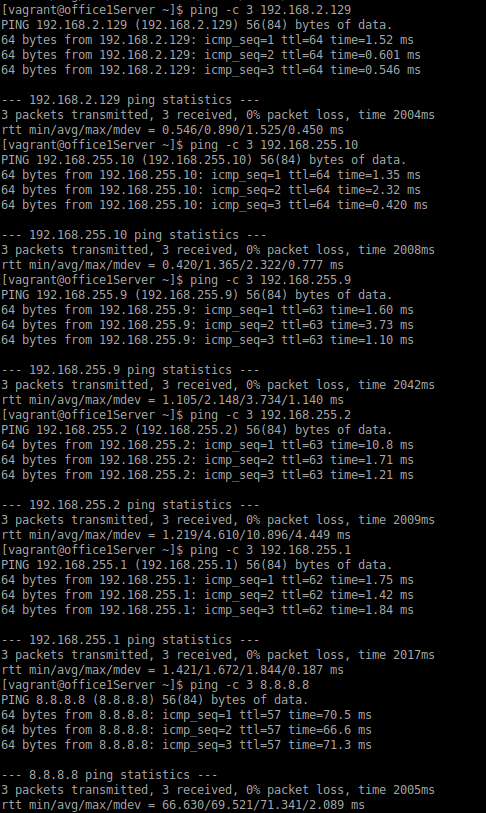 [vagrant@office1Server ~]$ ping -c 3 192.168.2.129
PING 192.168.2.129 (192.168.2.129) 56(84) bytes of data.
64 bytes from 192.168.2.129: icmp_seq=1 ttl=64 time=1.52 ms
64 bytes from 192.168.2.129: icmp_seq=2 ttl=64 time=0.601 ms
64 bytes from 192.168.2.129: icmp_seq=3 ttl=64 time=0.546 ms

--- 192.168.2.129 ping statistics ---
3 packets transmitted, 3 received, 0% packet loss, time 2004ms
rtt min/avg/max/mdev = 0.546/0.890/1.525/0.450 ms
[vagrant@office1Server ~]$ ping -c 3 192.168.255.10
PING 192.168.255.10 (192.168.255.10) 56(84) bytes of data.
64 bytes from 192.168.255.10: icmp_seq=1 ttl=64 time=1.35 ms
64 bytes from 192.168.255.10: icmp_seq=2 ttl=64 time=2.32 ms
64 bytes from 192.168.255.10: icmp_seq=3 ttl=64 time=0.420 ms

--- 192.168.255.10 ping statistics ---
3 packets transmitted, 3 received, 0% packet loss, time 2008ms
rtt min/avg/max/mdev = 0.420/1.365/2.322/0.777 ms
[vagrant@office1Server ~]$ ping -c 3 192.168.255.9
PING 192.168.255.9 (192.168.255.9) 56(84) bytes of data.
64 bytes from 192.168.255.9: icmp_seq=1 ttl=63 time=1.60 ms
64 bytes from 192.168.255.9: icmp_seq=2 ttl=63 time=3.73 ms
64 bytes from 192.168.255.9: icmp_seq=3 ttl=63 time=1.10 ms

--- 192.168.255.9 ping statistics ---
3 packets transmitted, 3 received, 0% packet loss, time 2042ms
rtt min/avg/max/mdev = 1.105/2.148/3.734/1.140 ms
[vagrant@office1Server ~]$ ping -c 3 192.168.255.2
PING 192.168.255.2 (192.168.255.2) 56(84) bytes of data.
64 bytes from 192.168.255.2: icmp_seq=1 ttl=63 time=10.8 ms
64 bytes from 192.168.255.2: icmp_seq=2 ttl=63 time=1.71 ms
64 bytes from 192.168.255.2: icmp_seq=3 ttl=63 time=1.21 ms

--- 192.168.255.2 ping statistics ---
3 packets transmitted, 3 received, 0% packet loss, time 2009ms
rtt min/avg/max/mdev = 1.219/4.610/10.896/4.449 ms
[vagrant@office1Server ~]$ ping -c 3 192.168.255.1
PING 192.168.255.1 (192.168.255.1) 56(84) bytes of data.
64 bytes from 192.168.255.1: icmp_seq=1 ttl=62 time=1.75 ms
64 bytes from 192.168.255.1: icmp_seq=2 ttl=62 time=1.42 ms
64 bytes from 192.168.255.1: icmp_seq=3 ttl=62 time=1.84 ms

--- 192.168.255.1 ping statistics ---
3 packets transmitted, 3 received, 0% packet loss, time 2017ms
rtt min/avg/max/mdev = 1.421/1.672/1.844/0.187 ms
[vagrant@office1Server ~]$ ping -c 3 8.8.8.8
PING 8.8.8.8 (8.8.8.8) 56(84) bytes of data.
64 bytes from 8.8.8.8: icmp_seq=1 ttl=57 time=70.5 ms
64 bytes from 8.8.8.8: icmp_seq=2 ttl=57 time=66.6 ms
64 bytes from 8.8.8.8: icmp_seq=3 ttl=57 time=71.3 ms

--- 8.8.8.8 ping statistics ---
3 packets transmitted, 3 received, 0% packet loss, time 2005ms
rtt min/avg/max/mdev = 66.630/69.521/71.341/2.089 ms